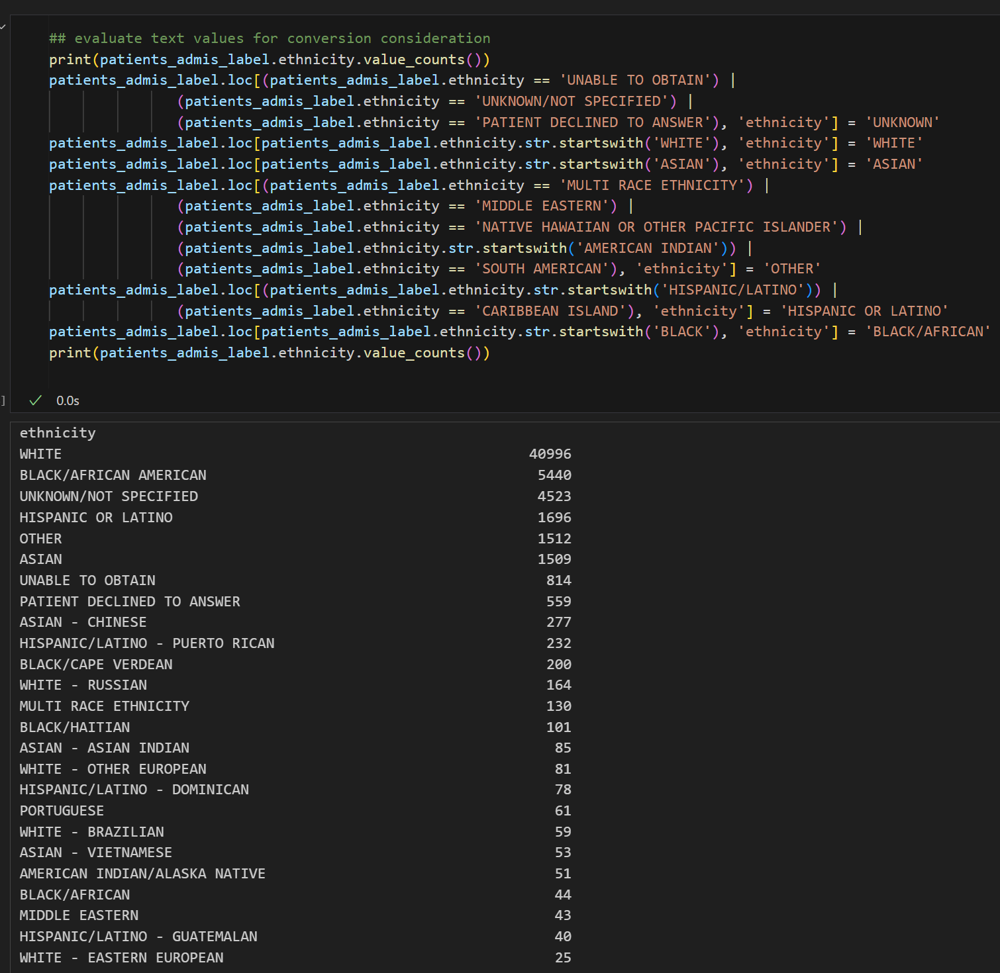 ## evaluate text values for conversion consideration
print(patients_admis_label.ethnicity.value_counts())
patients_admis_label.loc[(patients_admis_label.ethnicity == 'UNABLE TO OBTAIN') |
(patients_admis_label.ethnicity == 'UNKNOWN/NOT SPECIFIED') |
(patients_admis_label.ethnicity == 'PATIENT DECLINED TO ANSWER'), 'ethnicity'] = 'UNKNOWN'
patients_admis_label.loc[patients_admis_label.ethnicity.str.startswith('WHITE'), 'ethnicity'] = 'WHITE'
patients_admis_label.loc[patients_admis_label.ethnicity.str.startswith('ASIAN'), 'ethnicity'] = 'ASIAN'
patients_admis_label.loc[(patients_admis_label.ethnicity == 'MULTI RACE ETHNICITY') |
(patients_admis_label.ethnicity == 'MIDDLE EASTERN') |
(patients_admis_label.ethnicity == 'NATIVE HAWAIIAN OR OTHER PACIFIC ISLANDER') |
(patients_admis_label.ethnicity.str.startswith('AMERICAN INDIAN')) |
(patients_admis_label.ethnicity == 'SOUTH AMERICAN'), 'ethnicity'] = 'OTHER'
patients_admis_label.loc[(patients_admis_label.ethnicity.str.startswith('HISPANIC/LATINO')) |
(patients_admis_label.ethnicity == 'CARIBBEAN ISLAND'), 'ethnicity'] = 'HISPANIC OR LATINO'
patients_admis_label.loc[patients_admis_label.ethnicity.str.startswith('BLACK'), 'ethnicity'] = 'BLACK/AFRICAN'
print(patients_admis_label.ethnicity.value_counts())
] ✓ 0.0s
ethnicity
WHITE 40996
BLACK/AFRICAN AMERICAN 5440
UNKNOWN/NOT SPECIFIED 4523
HISPANIC OR LATINO 1696
OTHER 1512
ASIAN 1509
UNABLE TO OBTAIN 814
PATIENT DECLINED TO ANSWER 559
ASIAN - CHINESE 277
HISPANIC/LATINO - PUERTO RICAN 232
BLACK/CAPE VERDEAN 200
WHITE - RUSSIAN 164
MULTI RACE ETHNICITY 130
BLACK/HAITIAN 101
ASIAN - ASIAN INDIAN 85
WHITE - OTHER EUROPEAN 81
HISPANIC/LATINO - DOMINICAN 78
PORTUGUESE 61
WHITE - BRAZILIAN 59
ASIAN - VIETNAMESE 53
AMERICAN INDIAN/ALASKA NATIVE 51
BLACK/AFRICAN 44
MIDDLE EASTERN 43
HISPANIC/LATINO - GUATEMALAN 40
WHITE - EASTERN EUROPEAN 25